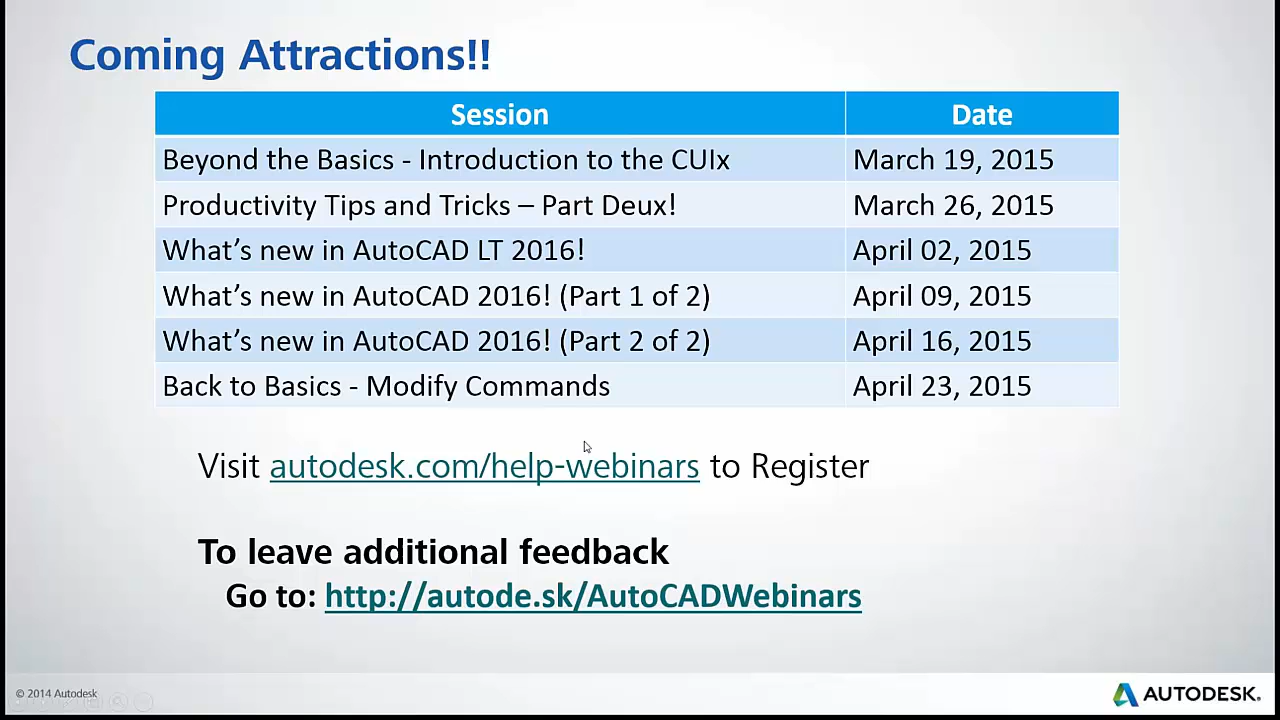 Coming Attractions!!
Session Date
Beyond the Basics - Introduction to the CUIx March 19, 2015
Productivity Tips and Tricks – Part Deux! March 26, 2015
What's new in AutoCAD LT 2016! April 02, 2015
What's new in AutoCAD 2016! (Part 1 of 2) April 09, 2015
What's new in AutoCAD 2016! (Part 2 of 2) April 16, 2015
Back to Basics - Modify Commands April 23, 2015
Visit autodesk.com/help-webinars to Register
To leave additional feedback
Go to: http://autode.sk/AutoCADWebinars
© 2014 Autodesk
AUTODESK.